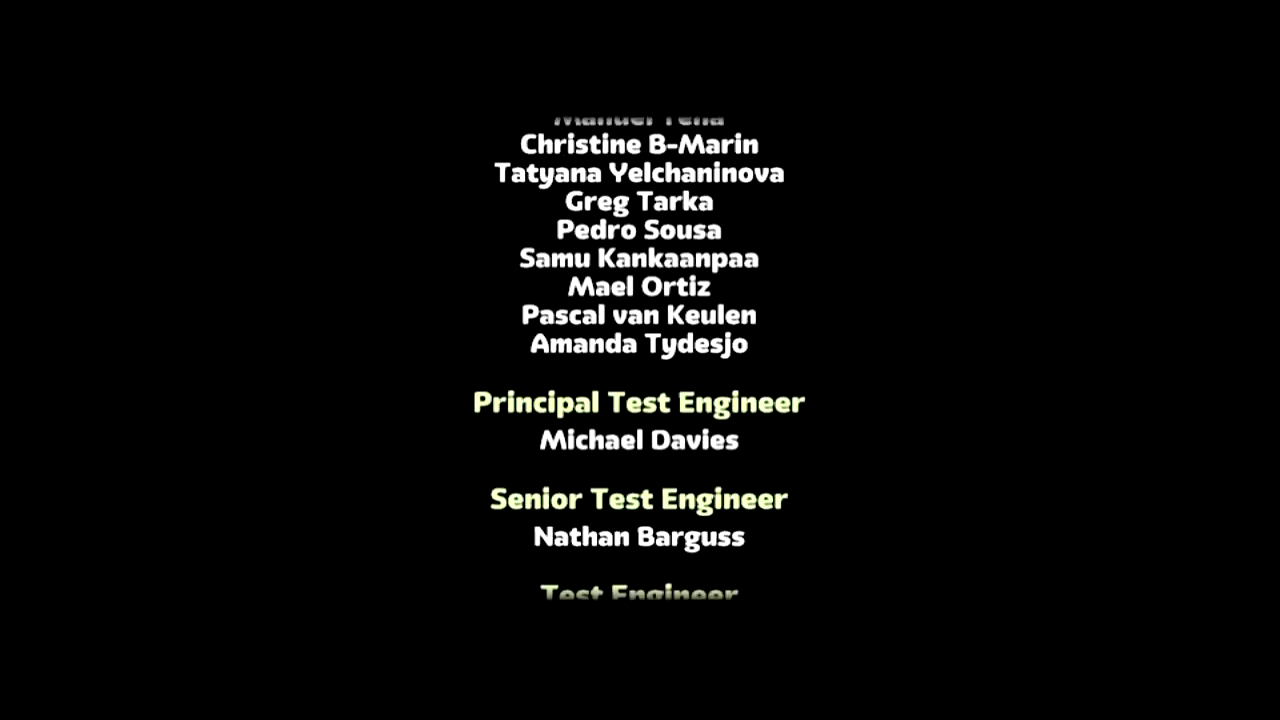 Manuel Tena
Christine B-Marin
Tatyana Yelchaninova
Greg Tarka
Pedro Sousa
Samu Kankaanpaa
Mael Ortiz
Pascal van Keulen
Amanda Tydesjo
Principal Test Engineer
Michael Davies
Senior Test Engineer
Nathan Barguss
Test Engineer